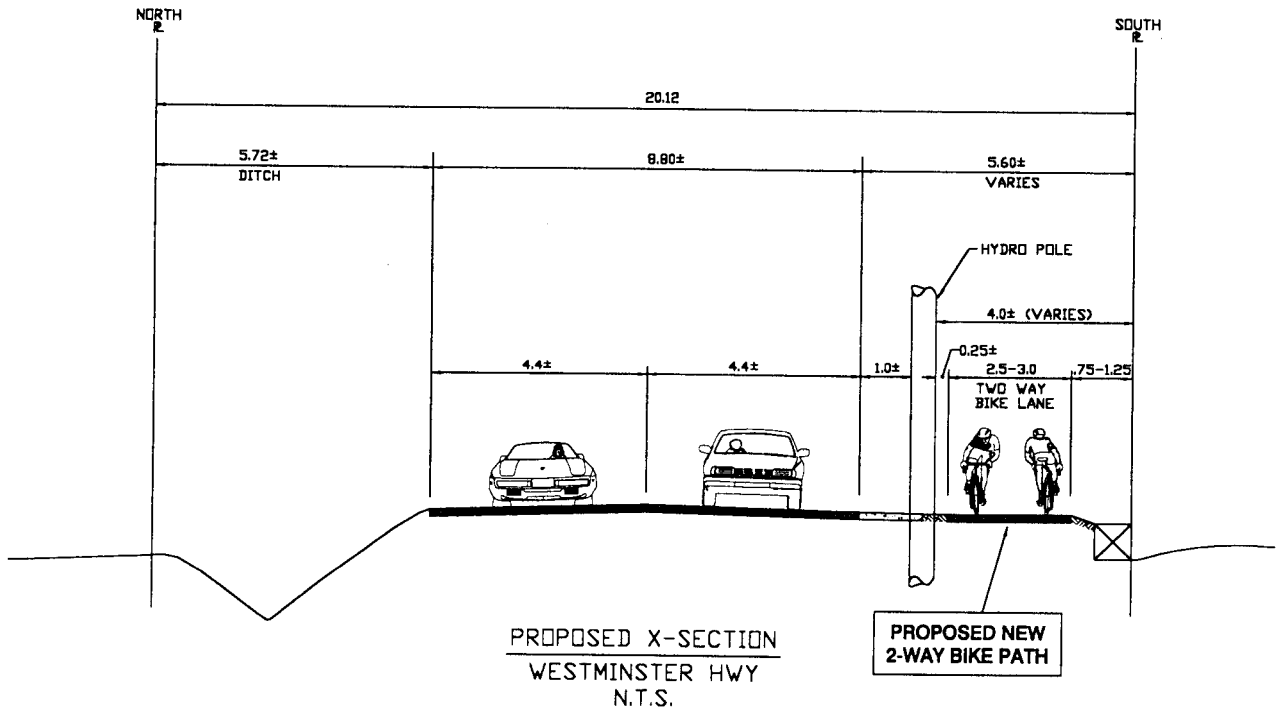 NORTH
PL
SOUTH
PL
20.12
5.72±
DITCH
8.80±
5.60±
VARIES
HYDRO POLE
4.0± (VARIES)
4.4±
4.4±
1.0±
0.25±
2.5-3.0
TWO WAY
BIKE LANE
.75-1.25
PROPOSED X-SECTION
WESTMINSTER HWY
N.T.S.
PROPOSED NEW
2-WAY BIKE PATH